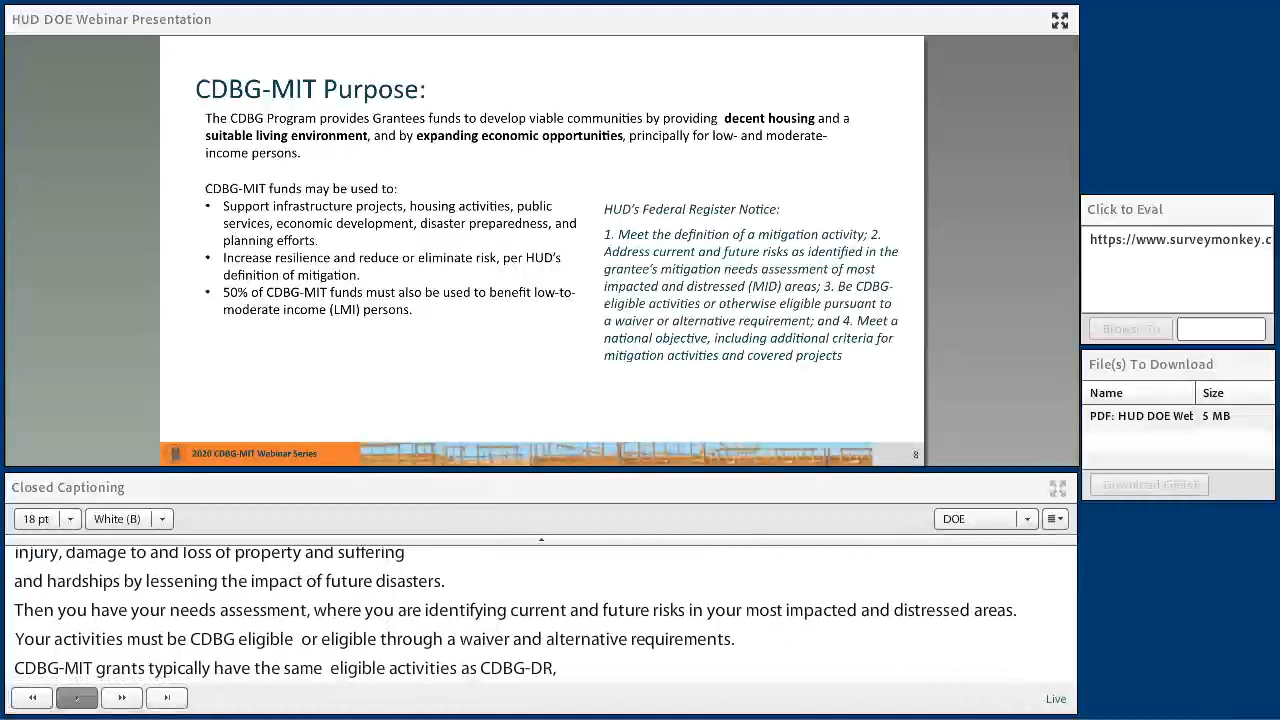 HUD DOE Webinar Presentation
CDBG-MIT Purpose:
The CDBG Program provides Grantees funds to develop viable communities by providing decent housing and a
suitable living environment, and by expanding economic opportunities, principally for low- and moderate-
income persons.
CDBG-MIT funds may be used to:
• Support infrastructure projects, housing activities, public
services, economic development, disaster preparedness, and
planning efforts.
• Increase resilience and reduce or eliminate risk, per HUD's
definition of mitigation.
• 50% of CDBG-MIT funds must also be used to benefit low-to-
moderate income (LMI) persons.
HUD's Federal Register Notice:
1. Meet the definition of a mitigation activity; 2.
Address current and future risks as identified in the
grantee's mitigation needs assessment of most
impacted and distressed (MID) areas; 3. Be CDBG-
eligible activities or otherwise eligible pursuant to
a waiver or alternative requirement; and 4. Meet a
national objective, including additional criteria for
mitigation activities and covered projects
2020 CDBG-MIT Webinar Series
8
Click to Eval
https://www.surveymonkey.c
Browse To
File(s) To Download
Name Size
PDF: HUD DOE Wet 5 MB
Download File(s)
Closed Captioning
18 pt
White (B)
DOE
injury, damage to and loss of property and suffering
and hardships by lessening the impact of future disasters.
Then you have your needs assessment, where you are identifying current and future risks in your most impacted and distressed areas.
Your activities must be CDBG eligible or eligible through a waiver and alternative requirements.
CDBG-MIT grants typically have the same eligible activities as CDBG-DR,
Live